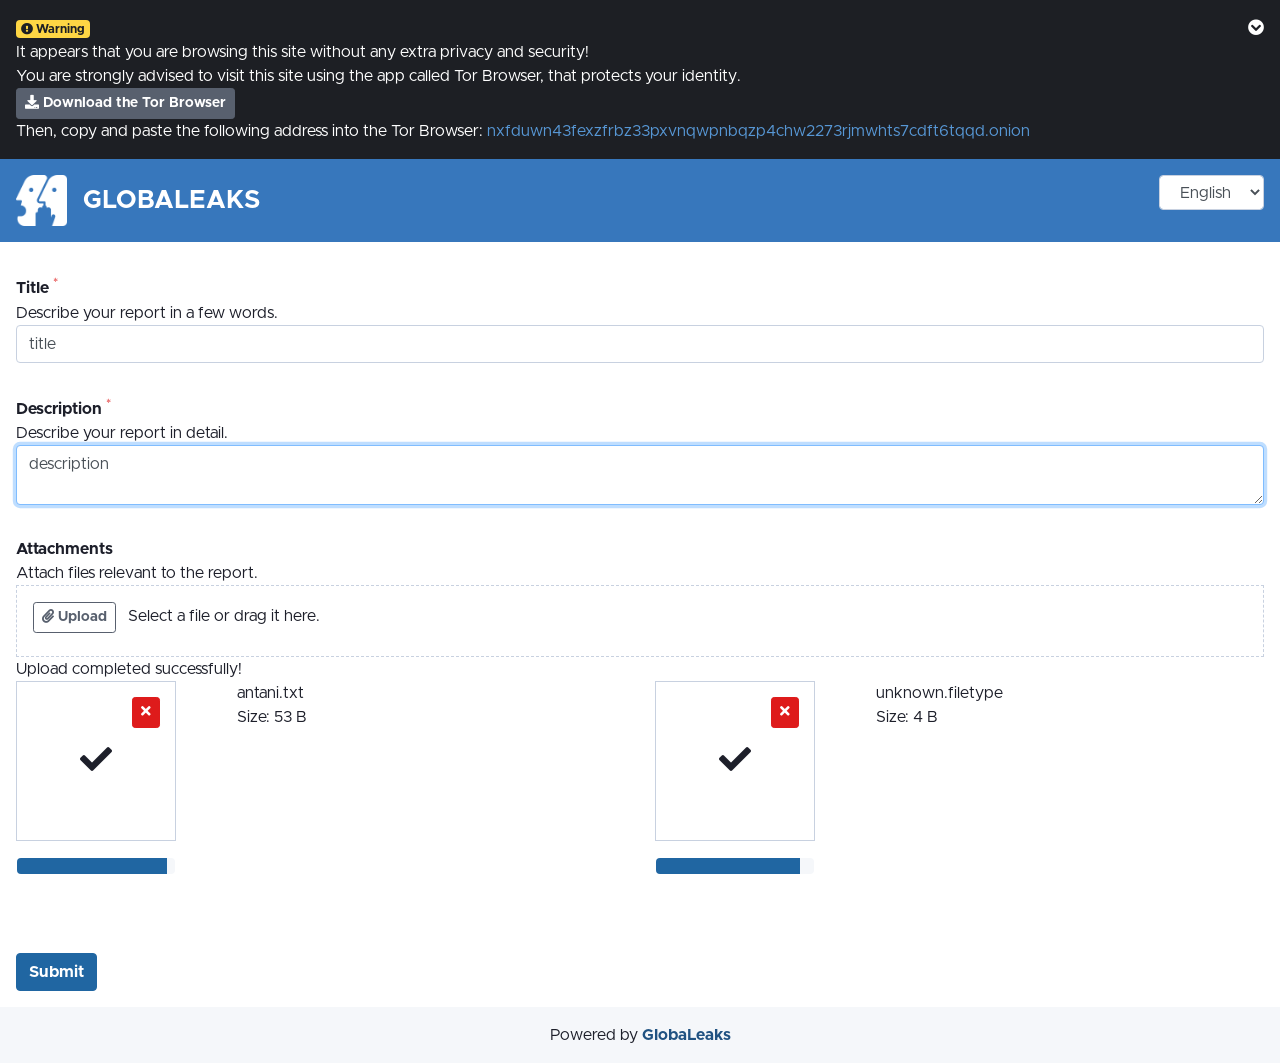 Warning
It appears that you are browsing this site without any extra privacy and security!
You are strongly advised to visit this site using the app called Tor Browser, that protects your identity.
Download the Tor Browser
Then, copy and paste the following address into the Tor Browser: nxfduwn43fexzfrbz33pxvnqwpnbqzp4chw2273rjmwhts7cdft6tqqd.onion
GLOBALEAKS
English
Title *
Describe your report in a few words.
title
Description *
Describe your report in detail.
description
Attachments
Attach files relevant to the report.
Upload Select a file or drag it here.
Upload completed successfully!
antani.txt
Size: 53 B
unknown.filetype
Size: 4 B
Submit
Powered by GlobaLeaks